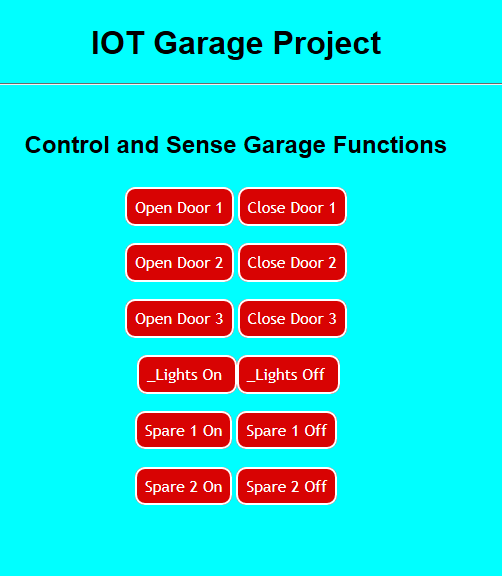 IOT Garage Project
Control and Sense Garage Functions
Open Door 1 Close Door 1
Open Door 2 Close Door 2
Open Door 3 Close Door 3
_Lights On _Lights Off
Spare 1 On Spare 1 Off
Spare 2 On Spare 2 Off